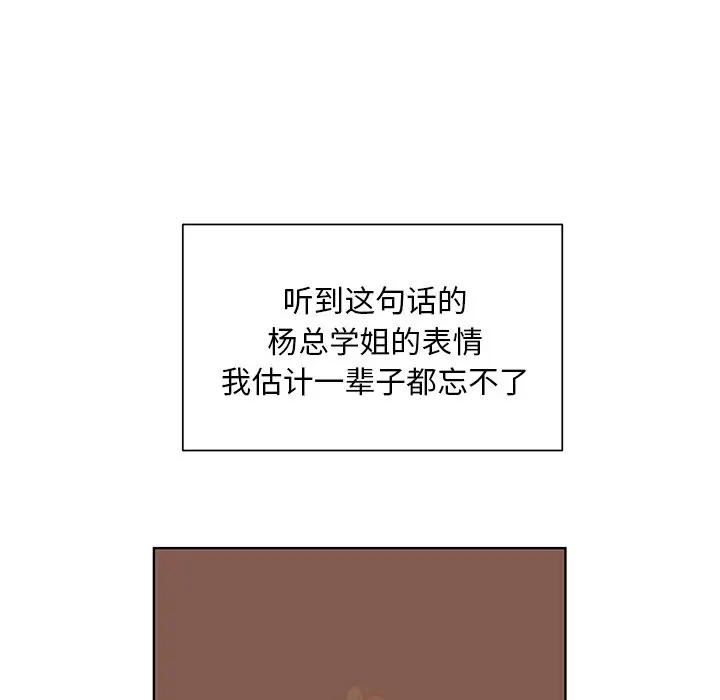 听到这句话的
杨总学姐的表情
我估计一辈子都忘不了